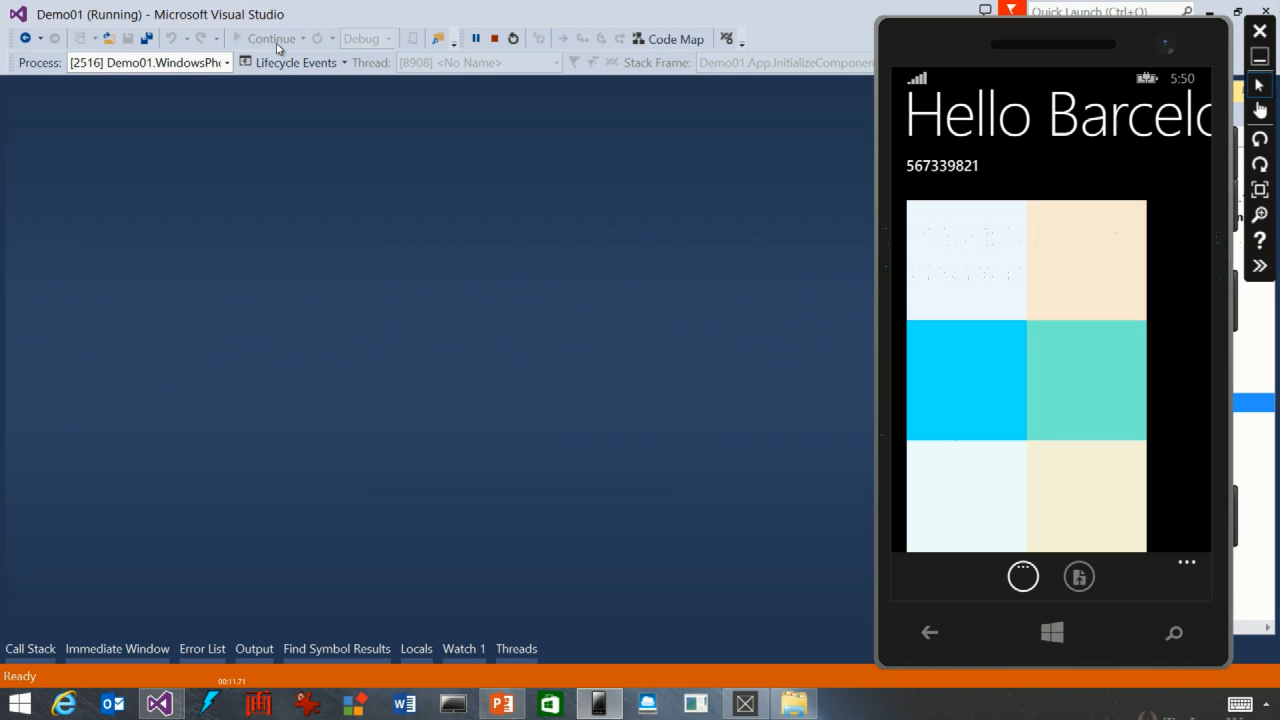 Demo01 (Running) - Microsoft Visual Studio
Quick Launch (Ctrl+Q)
Continue
Debug
Code Map
Process:
[2516] Demo01.WindowsPh
Lifecycle Events
Thread:
[8908] <No Name>
Stack Frame:
Demo01.App.InitializeComponen
5:50
Hello Barcelo
567339821
Call Stack
Immediate Window
Error List
Output
Find Symbol Results
Locals
Watch 1
Threads
Ready
00:11.71